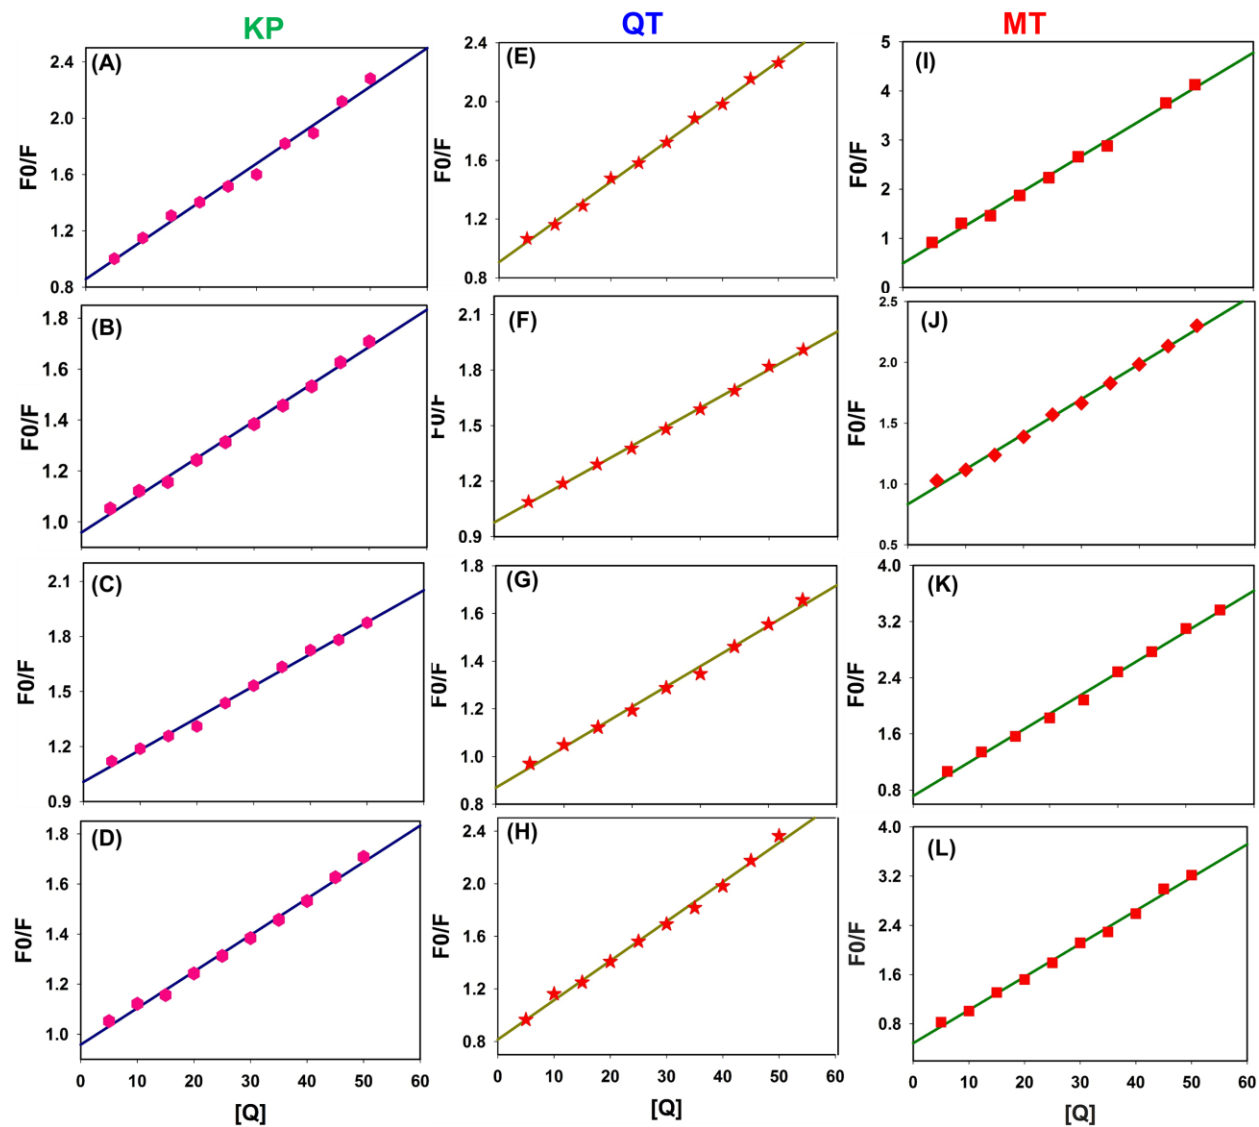 KP
QT
MT
(A)
2.4
2.0
1.6
1.2
0.8
F0/F
(E)
2.4
2.0
1.6
1.2
0.8
F0/F
(I)
5
4
3
2
1
0
F0/F
(B)
1.8
1.6
1.4
1.2
1.0
F0/F
(F)
2.1
1.8
1.5
1.2
0.9
F0/F
(J)
2.5
2.0
1.5
1.0
0.5
F0/F
(C)
2.1
1.8
1.5
1.2
0.9
F0/F
(G)
1.8
1.6
1.4
1.2
1.0
0.8
F0/F
(K)
4.0
3.2
2.4
1.6
0.8
F0/F
(D)
1.8
1.6
1.4
1.2
1.0
F0/F
0 10 20 30 40 50 60
[Q]
(H)
2.4
2.0
1.6
1.2
0.8
F0/F
0 10 20 30 40 50 60
[Q]
(L)
4.0
3.2
2.4
1.6
0.8
F0/F
0 10 20 30 40 50 60
[Q]